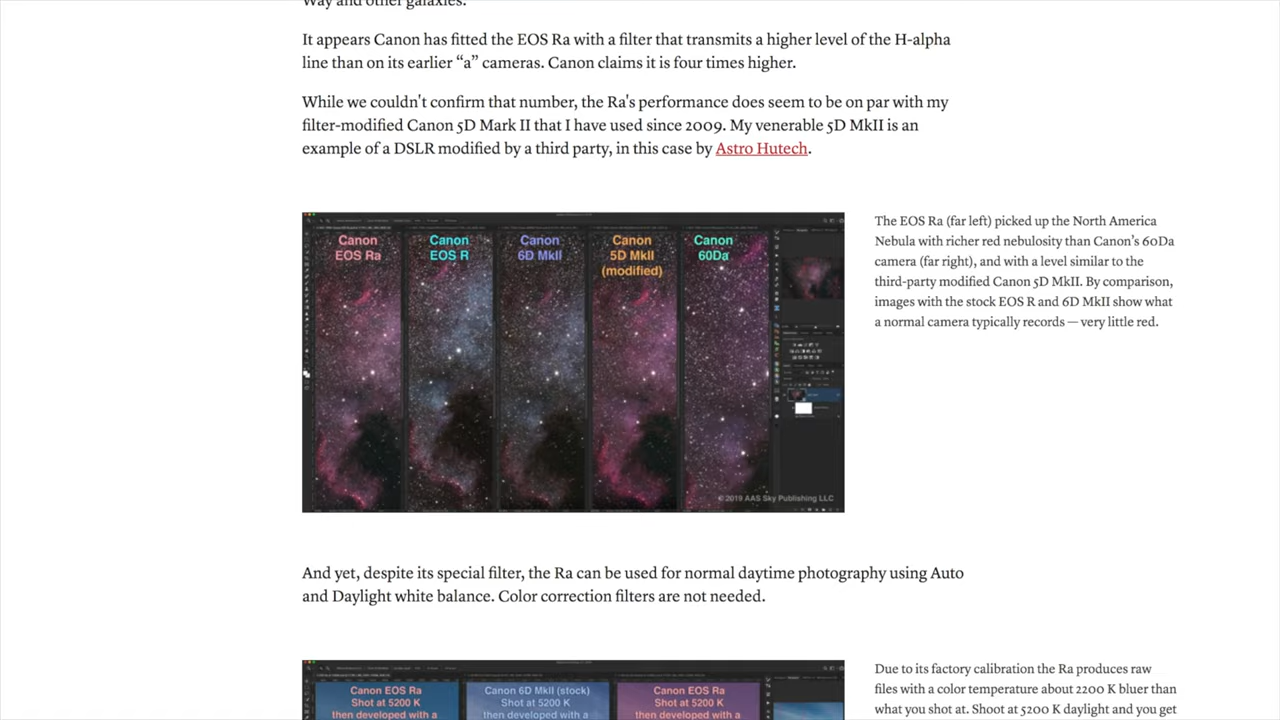 Way and other galaxies.
It appears Canon has fitted the EOS Ra with a filter that transmits a higher level of the H-alpha
line than on its earlier “a” cameras. Canon claims it is four times higher.
While we couldn't confirm that number, the Ra's performance does seem to be on par with my
filter-modified Canon 5D Mark II that I have used since 2009. My venerable 5D MkII is an
example of a DSLR modified by a third party, in this case by Astro Hutech.
Canon
EOS Ra
Canon
EOS R
Canon
6D MkII
Canon
5D MkII
(modified)
Canon
60Da
©2019 AAS Sky Publishing LLC
The EOS Ra (far left) picked up the North America
Nebula with richer red nebulosity than Canon’s 60Da
camera (far right), and with a level similar to the
third-party modified Canon 5D MkII. By comparison,
images with the stock EOS R and 6D MkII show what
a normal camera typically records — very little red.
And yet, despite its special filter, the Ra can be used for normal daytime photography using Auto
and Daylight white balance. Color correction filters are not needed.
Canon EOS Ra
Shot at 5200 K
then developed with a
Canon 6D MkII (stock)
Shot at 5200 K
then developed with a
Canon EOS Ra
Shot at 5200 K
then developed with a
Due to its factory calibration the Ra produces raw
files with a color temperature about 2200 K bluer than
what you shot at. Shoot at 5200 K daylight and you get